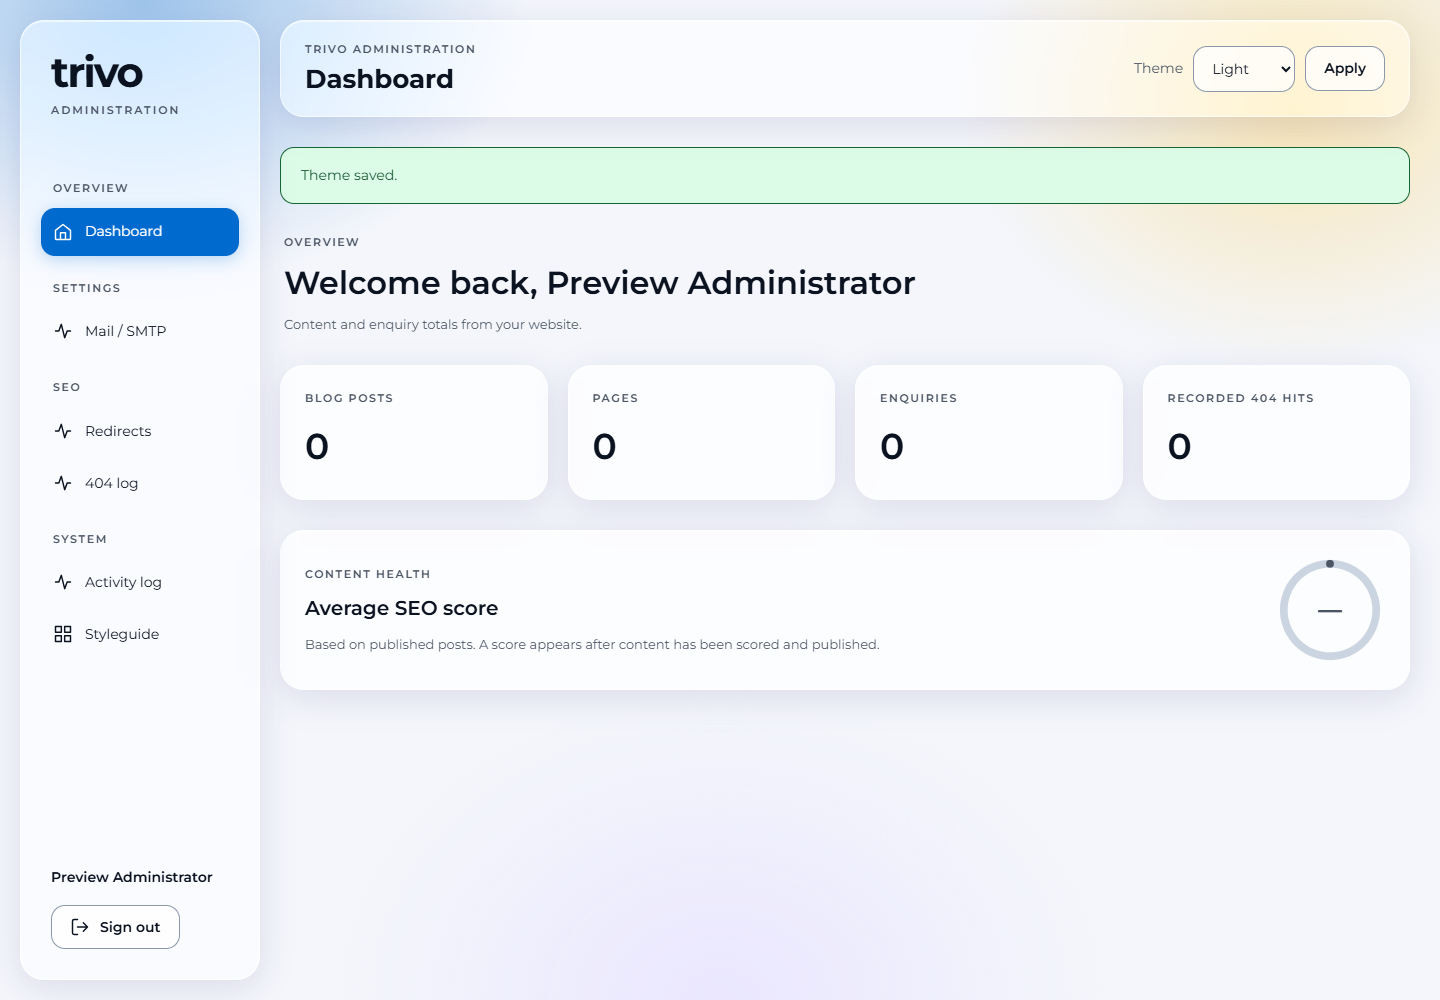 trivo
ADMINISTRATION
OVERVIEW
Dashboard
SETTINGS
Mail / SMTP
SEO
Redirects
404 log
SYSTEM
Activity log
Styleguide
Preview Administrator
Sign out
TRIVO ADMINISTRATION
Dashboard
Theme
Light
Apply
Theme saved.
OVERVIEW
Welcome back, Preview Administrator
Content and enquiry totals from your website.
BLOG POSTS
0
PAGES
0
ENQUIRIES
0
RECORDED 404 HITS
0
CONTENT HEALTH
Average SEO score
Based on published posts. A score appears after content has been scored and published.
—